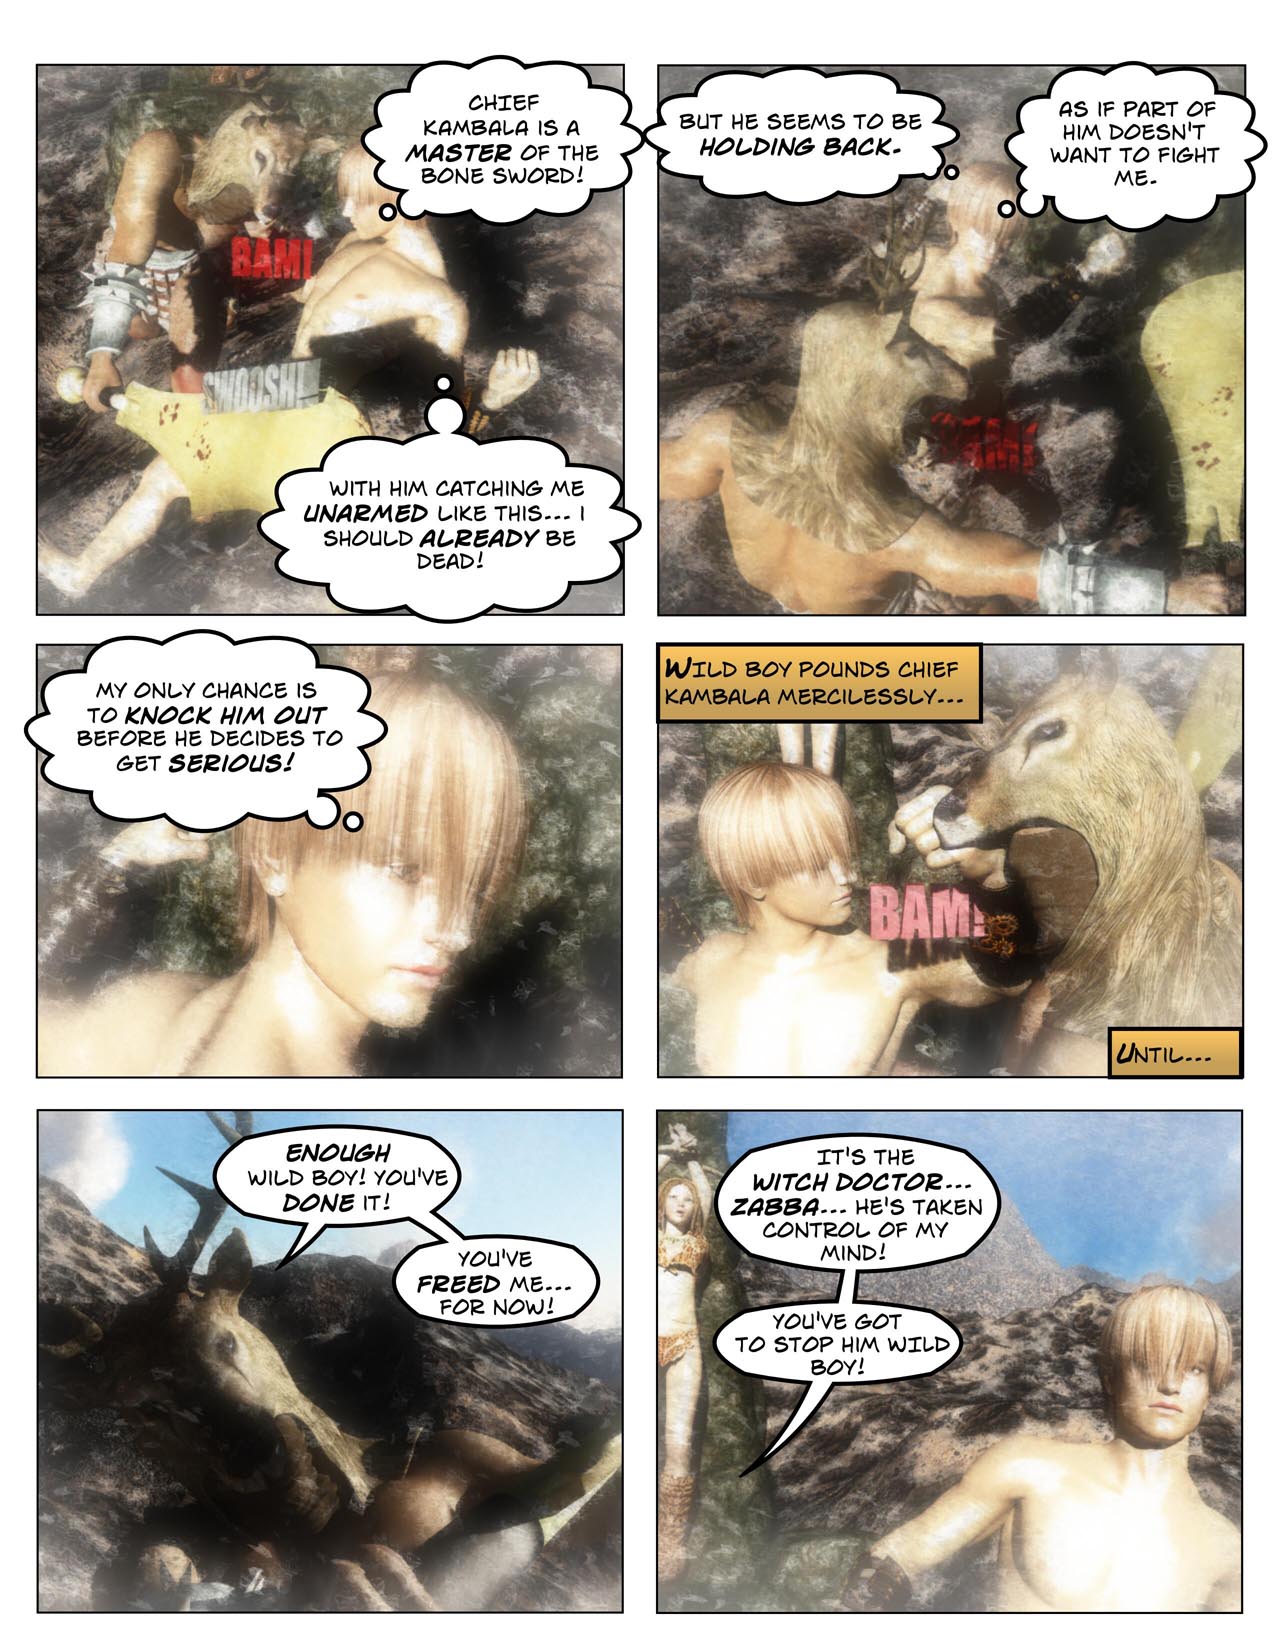 CHIEF
KAMBALA IS A
MASTER OF THE
BONE SWORD!
BAM!
SWOOSH!
WITH HIM CATCHING ME
UNARMED LIKE THIS... I
SHOULD ALREADY BE
DEAD!
BUT HE SEEMS TO BE
HOLDING BACK.
AS IF PART OF
HIM DOESN'T
WANT TO FIGHT
ME.
BAM!
MY ONLY CHANCE IS
TO KNOCK HIM OUT
BEFORE HE DECIDES TO
GET SERIOUS!
WILD BOY POUNDS CHIEF
KAMBALA MERCILESSLY...
BAM!
UNTIL...
ENOUGH
WILD BOY! YOU'VE
DONE IT!
YOU'VE
FREED ME...
FOR NOW!
IT'S THE
WITCH DOCTOR...
ZABBA... HE'S TAKEN
CONTROL OF MY
MIND!
YOU'VE GOT
TO STOP HIM WILD
BOY!